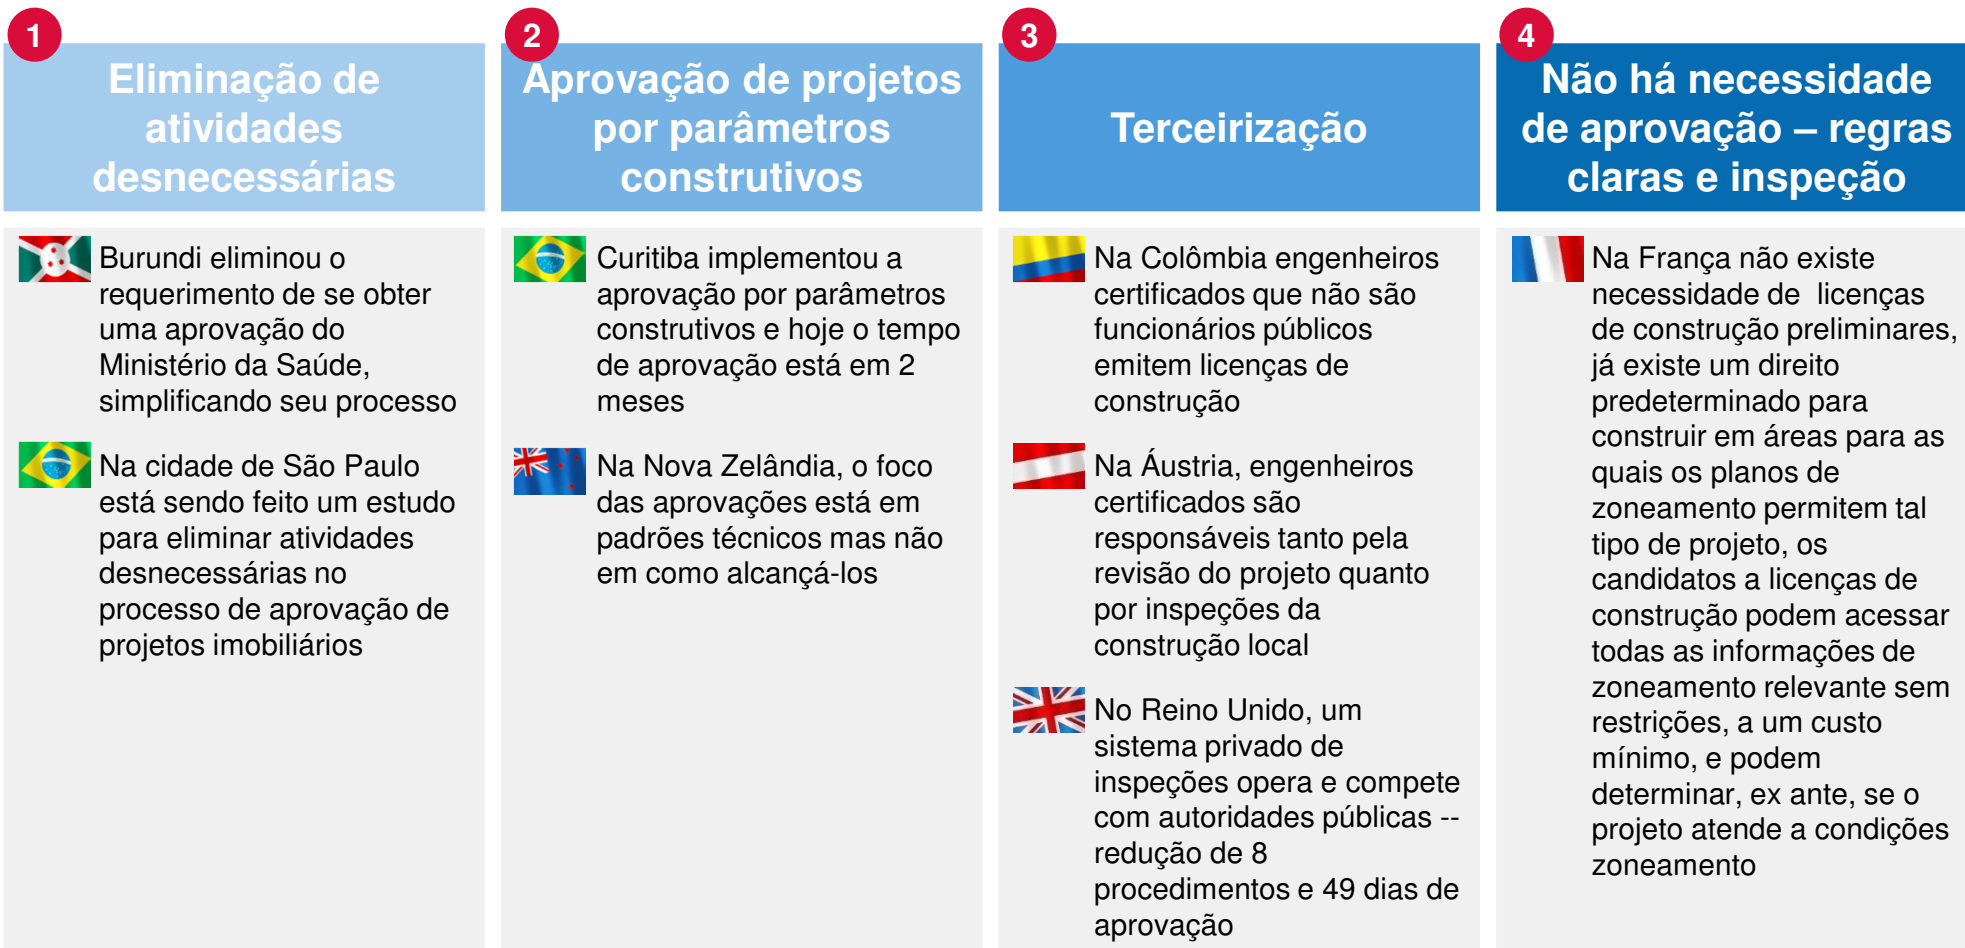 1
Eliminação de
atividades
desnecessárias
Burundi eliminou o
requerimento de se obter
uma aprovação do
Ministério da Saúde,
simplificando seu processo
Na cidade de São Paulo
está sendo feito um estudo
para eliminar atividades
desnecessárias no
processo de aprovação de
projetos imobiliários
2
Aprovação de projetos
por parâmetros
construtivos
Curitiba implementou a
aprovação por parâmetros
construtivos e hoje o tempo
de aprovação está em 2
meses
Na Nova Zelândia, o foco
das aprovações está em
padrões técnicos mas não
em como alcançá-los
3
Terceirização
Na Colômbia engenheiros
certificados que não são
funcionários públicos
emitem licenças de
construção
Na Áustria, engenheiros
certificados são
responsáveis tanto pela
revisão do projeto quanto
por inspeções da
construção local
No Reino Unido, um
sistema privado de
inspeções opera e compete
com autoridades públicas --
redução de 8
procedimentos e 49 dias de
aprovação
4
Não há necessidade
de aprovação – regras
claras e inspeção
Na França não existe
necessidade de  licenças
de construção preliminares,
já existe um direito
predeterminado para
construir em áreas para as
quais os planos de
zoneamento permitem tal
tipo de projeto, os
candidatos a licenças de
construção podem acessar
todas as informações de
zoneamento relevante sem
restrições, a um custo
mínimo, e podem
determinar, ex ante, se o
projeto atende a condições
zoneamento